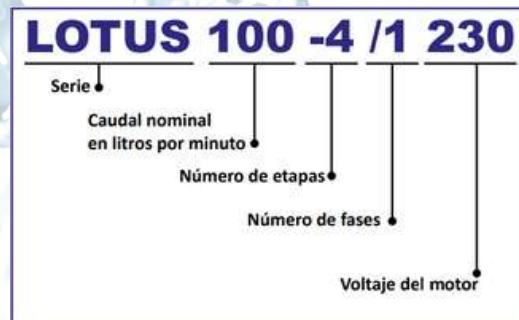 LOTUS 100 -4 /1 230
Serie
Caudal nominal
en litros por minuto
Número de etapas
Número de fases
Voltaje del motor